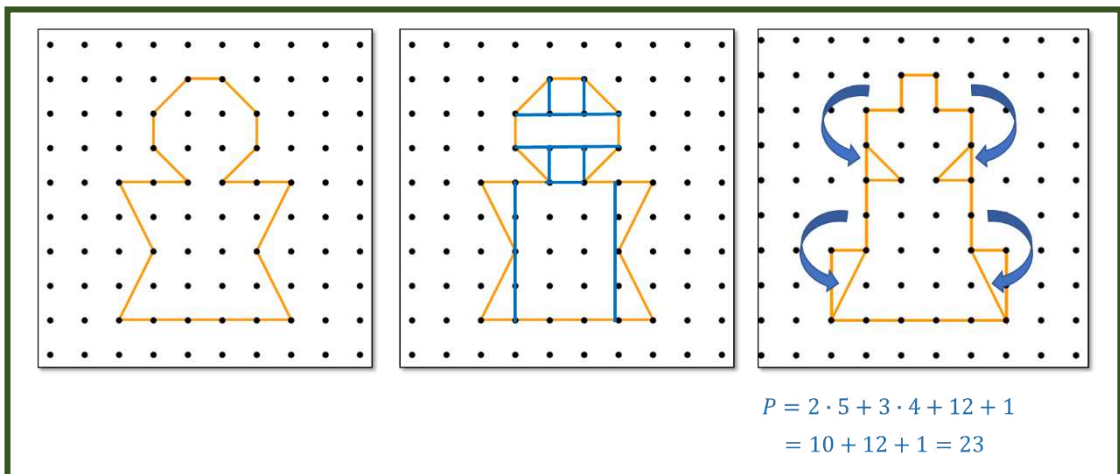 P = 2 · 5 + 3 · 4 + 12 + 1
= 10 + 12 + 1 = 23